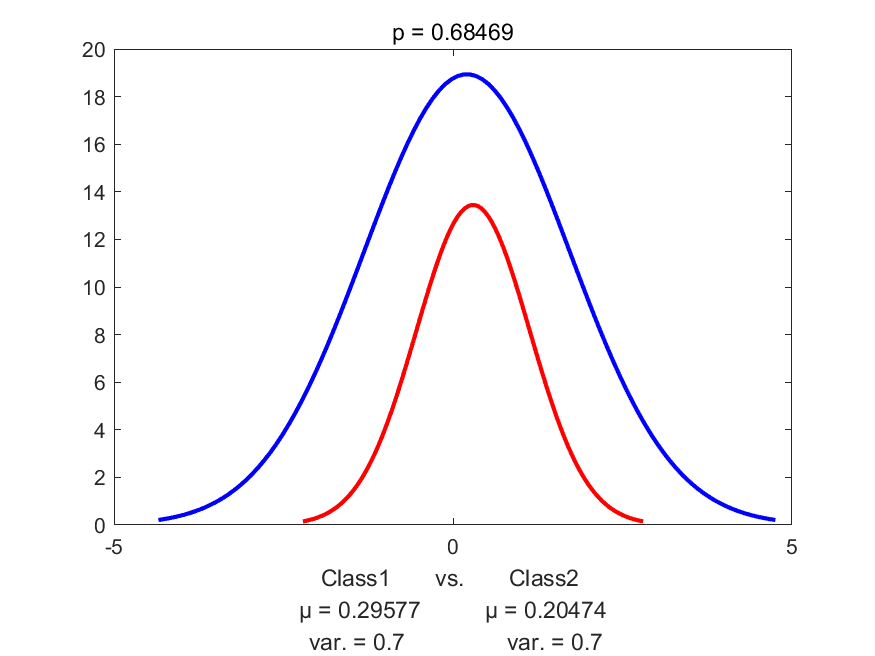 p = 0.68469
20
18
16
14
12
10
8
6
4
2
0
-5 0 5
Class1 vs. Class2
μ = 0.29577 μ = 0.20474
var. = 0.7 var. = 0.7